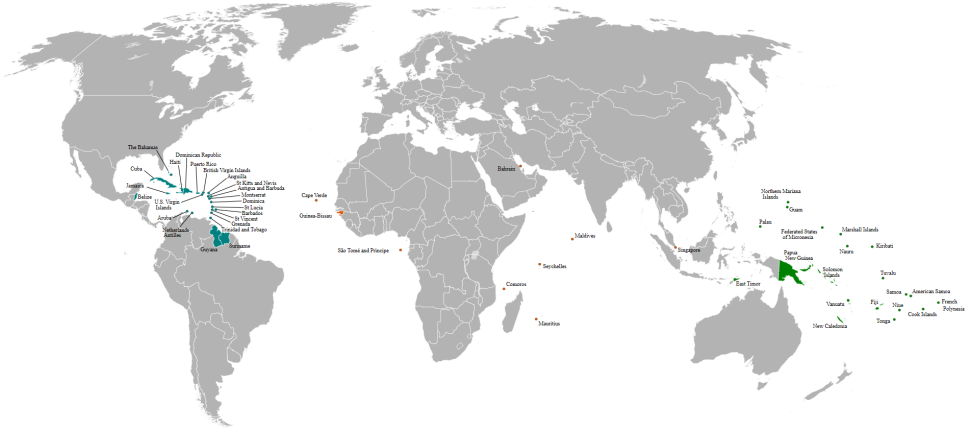 The Bahamas
Dominican Republic
Haiti
Puerto Rico
Cuba
British Virgin Islands
Anguilla
St Kitts and Nevis
Jamaica
Antigua and Barbuda
Belize
Montserrat
U.S. Virgin
Islands
Dominica
St Lucia
Barbados
Aruba
St Vincent
Grenada
Netherlands
Antilles
Trinidad and Tobago
Guyana
Suriname
Cape Verde
Guinea-Bissau
São Tomé and Príncipe
Bahrain
Maldives
Seychelles
Comoros
Mauritius
Singapore
East Timor
Northern Mariana
Islands
Guam
Palau
Federated States
of Micronesia
Marshall Islands
Nauru
Kiribati
Papua
New Guinea
Solomon
Islands
Tuvalu
Samoa
American Samoa
Vanuatu
Fiji
Niue
French
Polynesia
Cook Islands
Tonga
New Caledonia